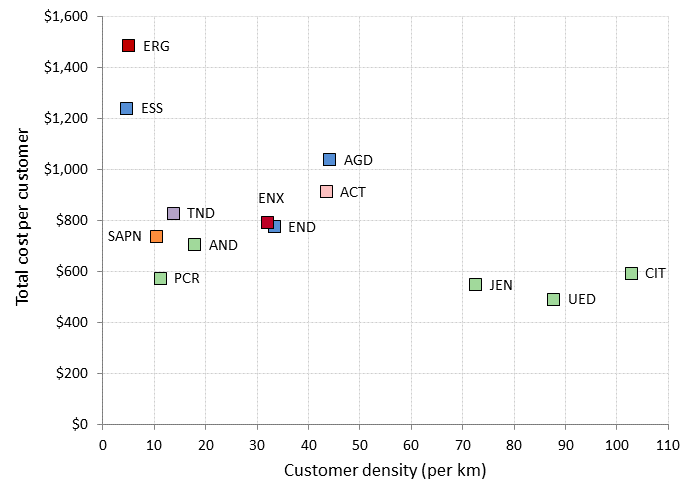 $1,600
ERG
$1,400
ESS
$1,200
$1,000
AGD
ACT
ENX
TND
$800
END
SAPN
AND
PCR
$600
CIT
JEN
UED
$400
$200
$0
0 10 20 30 40 50 60 70 80 90 100 110
Total cost per customer
Customer density (per km)